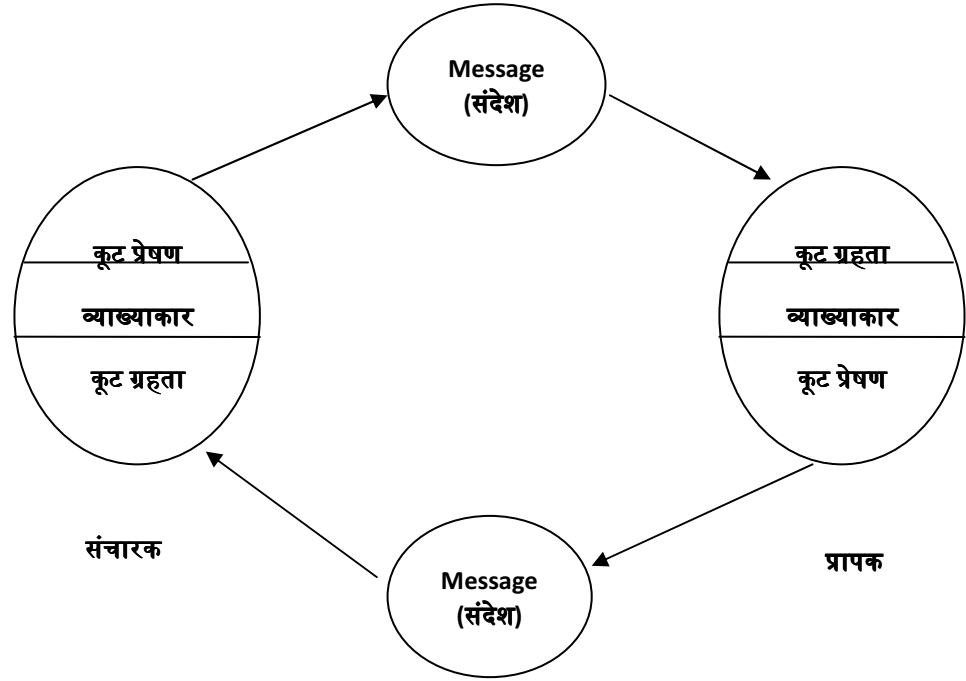 Message
(संदेश)
कूट प्रेषण
व्याख्याकार
कूट ग्रहता
कूट ग्रहता
व्याख्याकार
कूट प्रेषण
संचारक
प्रापक
Message
(संदेश)